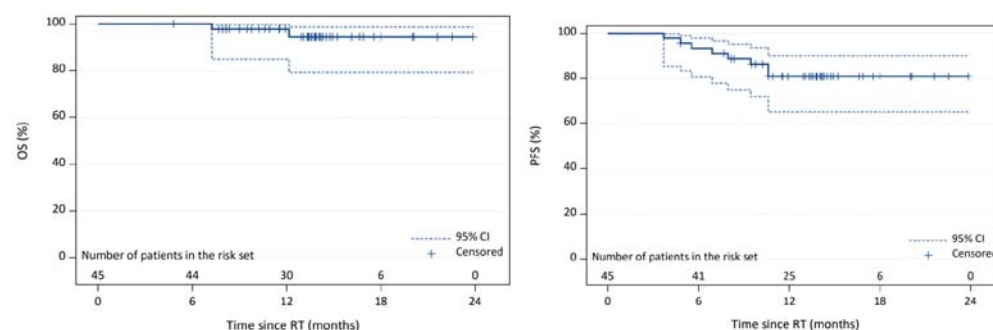 100
80
60
40
20
0
OS (%)
95% CI
Censored
Number of patients in the risk set
45 44 30 6 0
0 6 12 18 24
Time since RT (months)
100
80
60
40
20
0
PFS (%)
95% CI
Censored
Number of patients in the risk set
45 41 25 6 0
0 6 12 18 24
Time since RT (months)